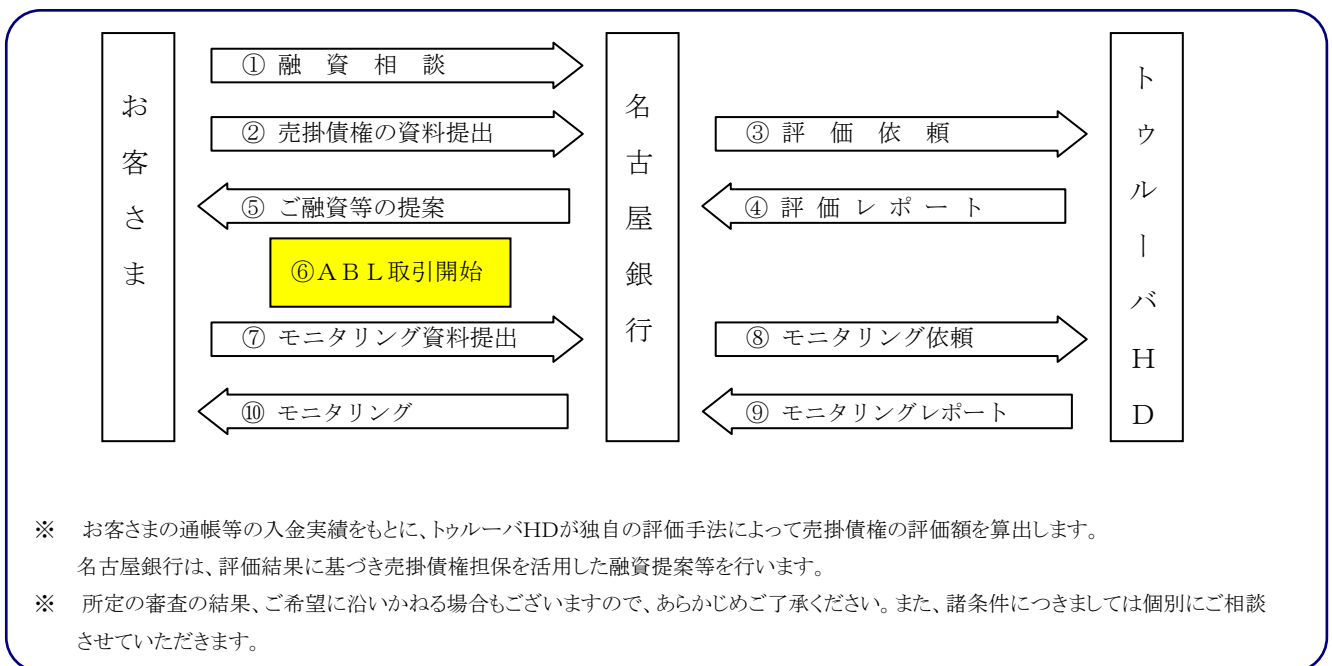 お客さま
名古屋銀行
トゥルーバHD
① 融 資 相 談
② 売掛債権の資料提出
③ 評 価 依 頼
④ 評 価 レ ポ ー ト
⑤ ご融資等の提案
⑥ABL取引開始
⑦ モニタリング資料提出
⑧ モニタリング依頼
⑨ モニタリングレポート
⑩ モニタリング
※ お客さまの通帳等の入金実績をもとに、トゥルーバHDが独自の評価手法によって売掛債権の評価額を算出します。
名古屋銀行は、評価結果に基づき売掛債権担保を活用した融資提案等を行います。
※ 所定の審査の結果、ご希望に沿いかねる場合もございますので、あらかじめご了承ください。また、諸条件につきましては個別にご相談
させていただきます。